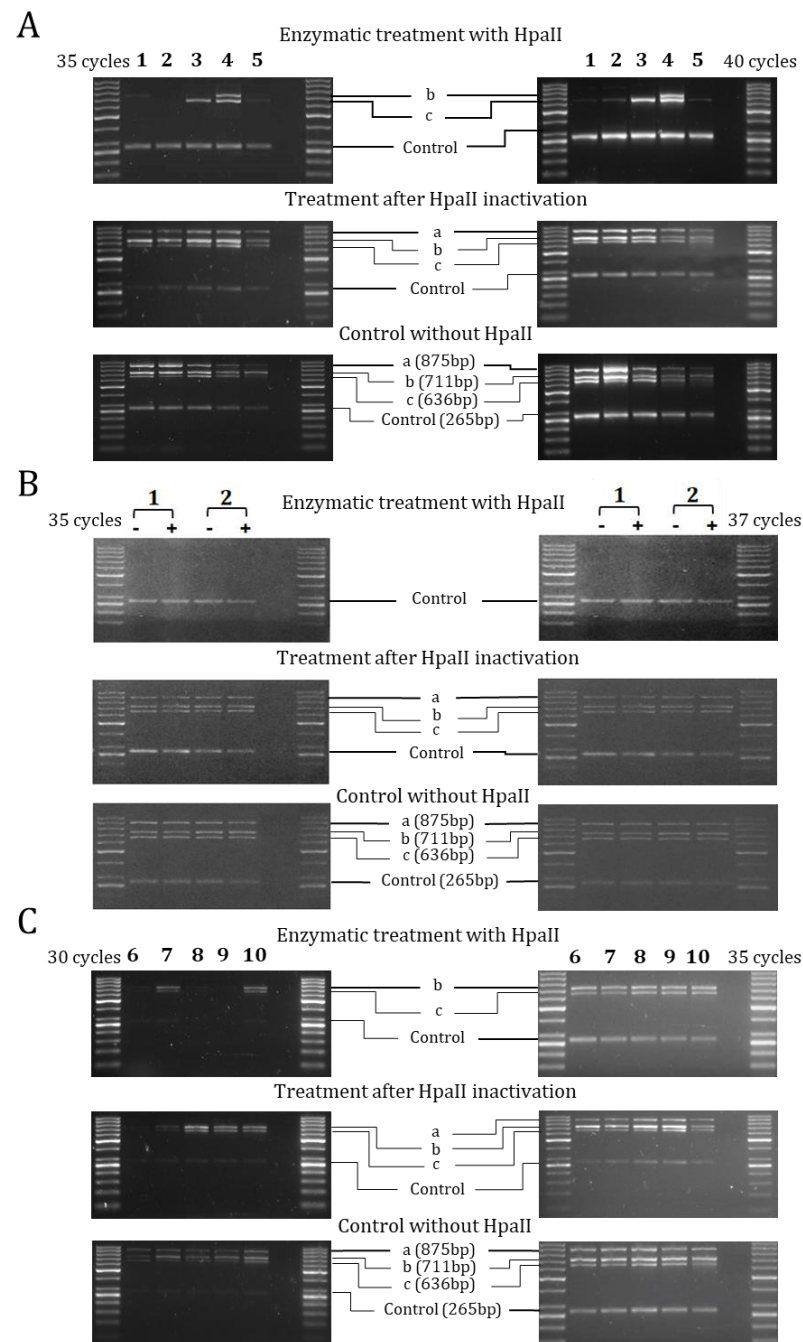 A
Enzymatic treatment with HpaII
35 cycles 1 2 3 4 5
1 2 3 4 5 40 cycles
b
c
Control
Treatment after HpaII inactivation
a
b
c
Control
Control without HpaII
a (875bp)
b (711bp)
c (636bp)
Control (265bp)
B
Enzymatic treatment with HpaII
1 2
35 cycles - + - +
1 2
- + - + 37 cycles
Control
Treatment after HpaII inactivation
a
b
c
Control
Control without HpaII
a (875bp)
b (711bp)
c (636bp)
Control (265bp)
C
Enzymatic treatment with HpaII
30 cycles 6 7 8 9 10
6 7 8 9 10 35 cycles
b
c
Control
Treatment after HpaII inactivation
a
b
c
Control
Control without HpaII
a (875bp)
b (711bp)
c (636bp)
Control (265bp)